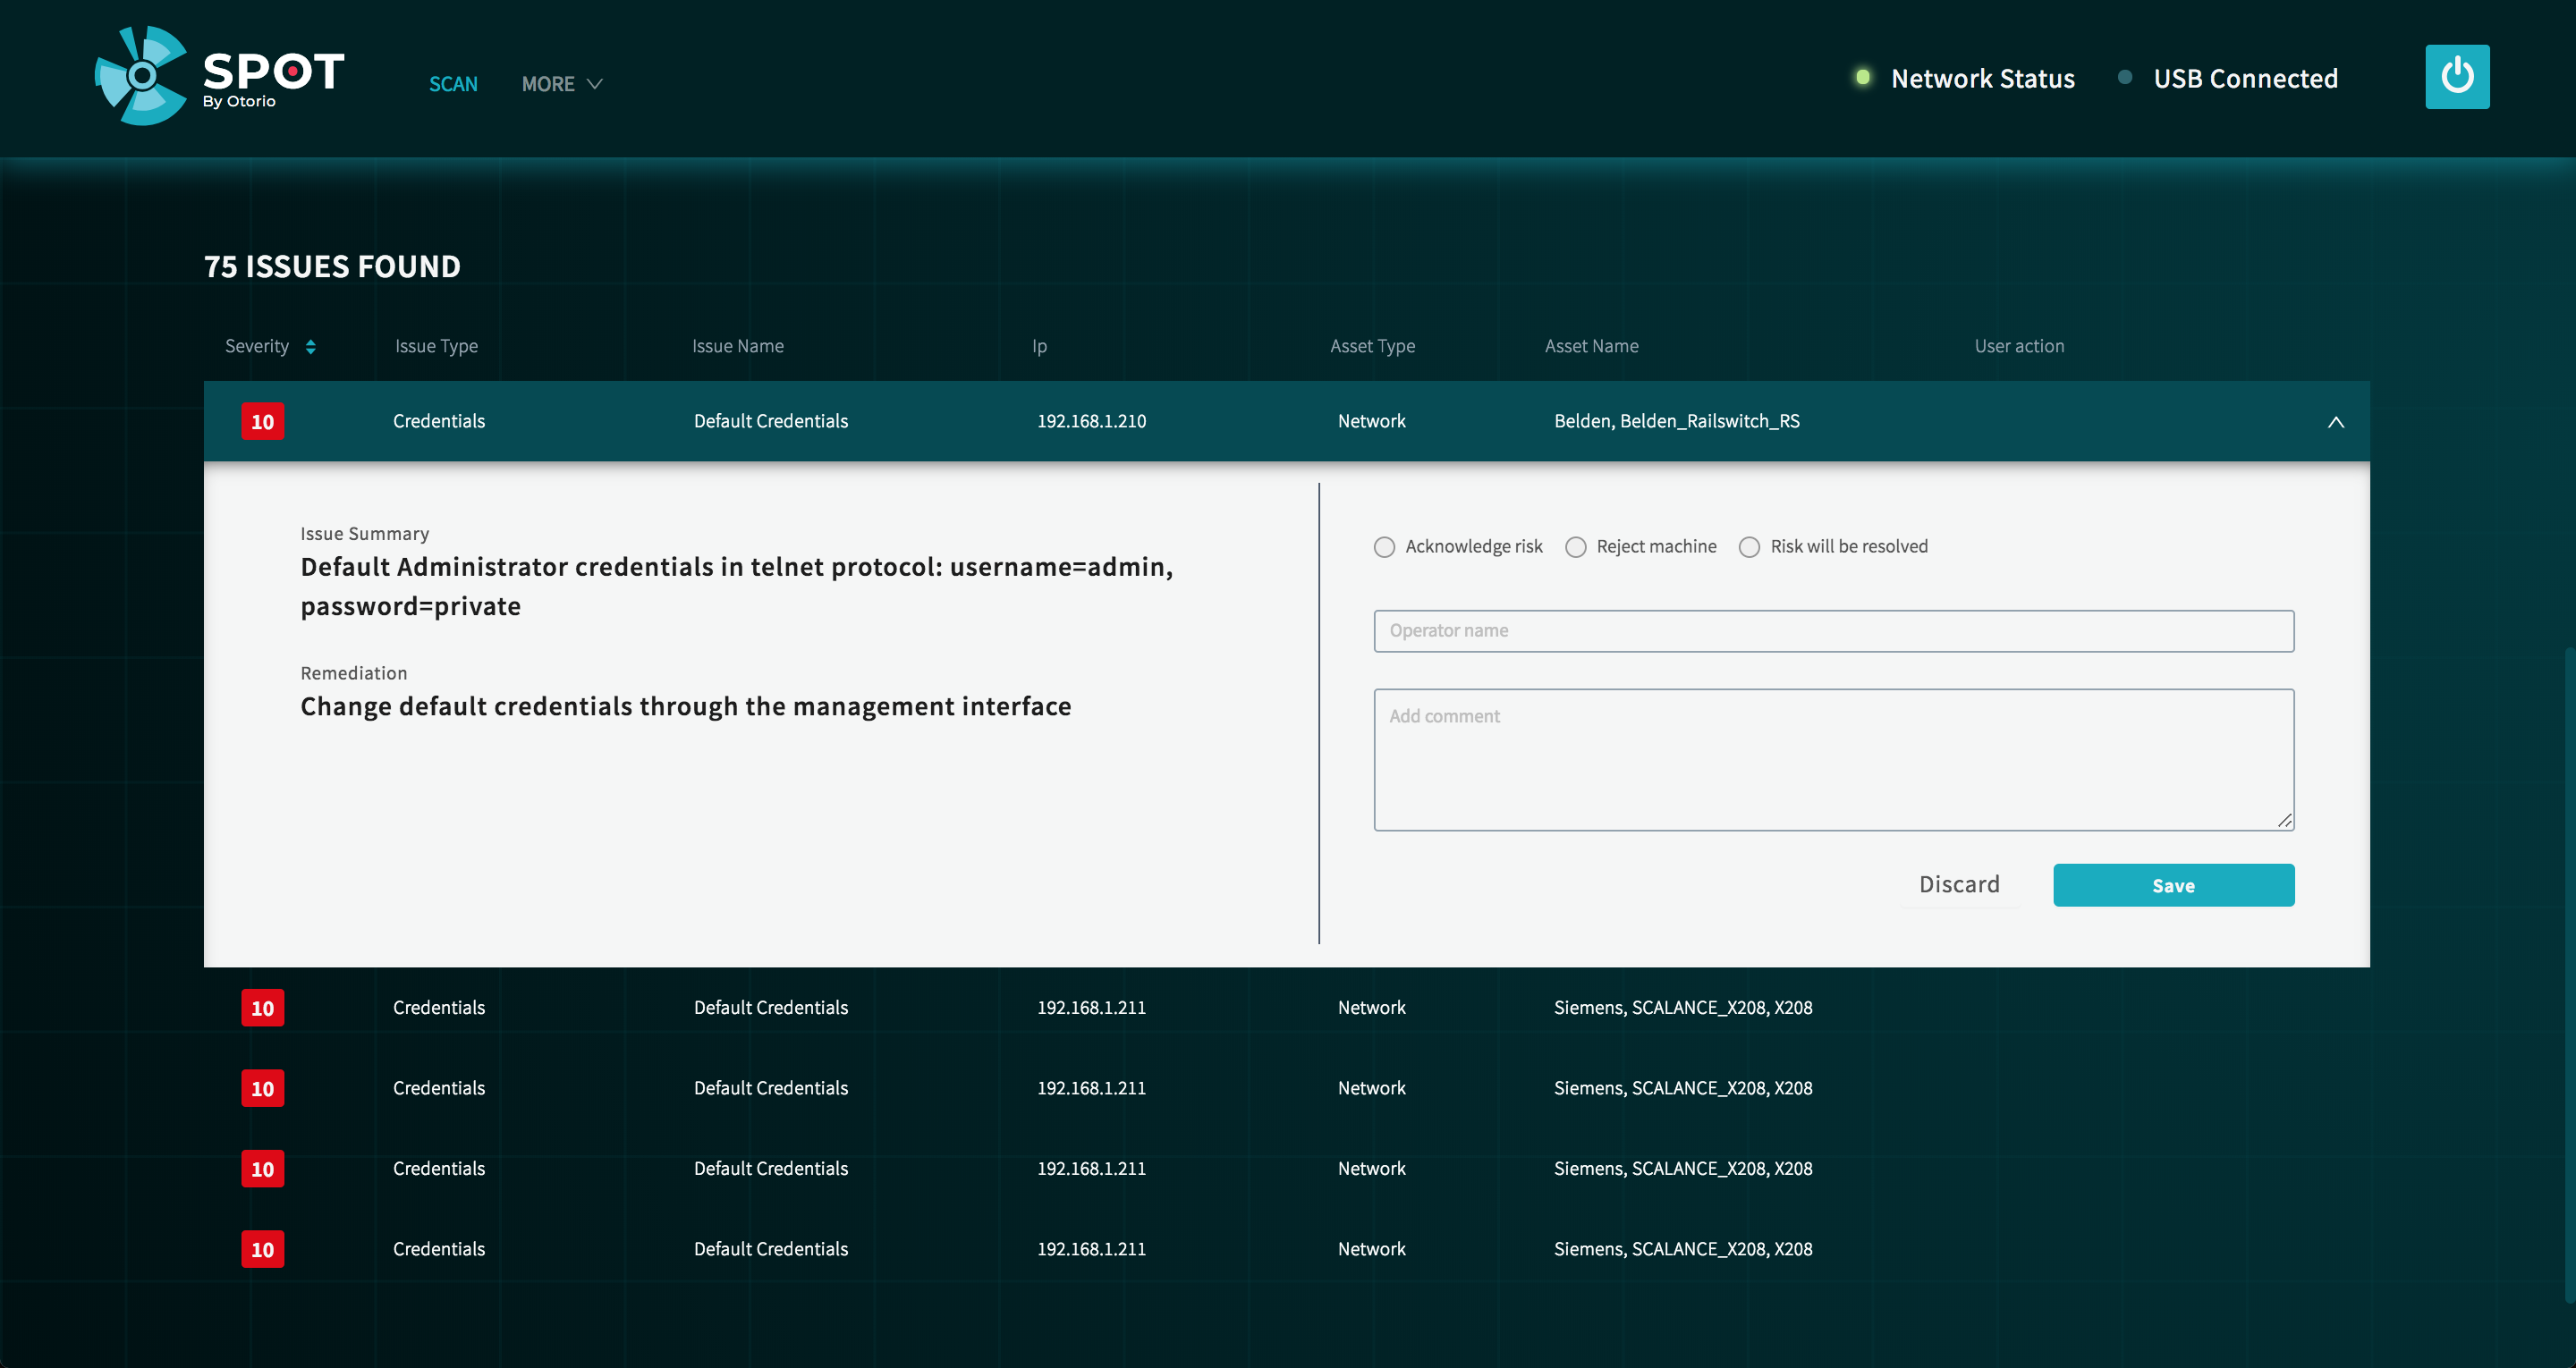 SPOT
By Otorio
SCAN MORE
Network Status USB Connected
75 ISSUES FOUND
Severity Issue Type Issue Name Ip Asset Type Asset Name User action
10 Credentials Default Credentials 192.168.1.210 Network Belden, Belden_Railswitch_RS
Issue Summary
Default Administrator credentials in telnet protocol: username=admin,
password=private
Remediation
Change default credentials through the management interface
Acknowledge risk Reject machine Risk will be resolved
Operator name
Add comment
Discard Save
10 Credentials Default Credentials 192.168.1.211 Network Siemens, SCALANCE_X208, X208
10 Credentials Default Credentials 192.168.1.211 Network Siemens, SCALANCE_X208, X208
10 Credentials Default Credentials 192.168.1.211 Network Siemens, SCALANCE_X208, X208
10 Credentials Default Credentials 192.168.1.211 Network Siemens, SCALANCE_X208, X208